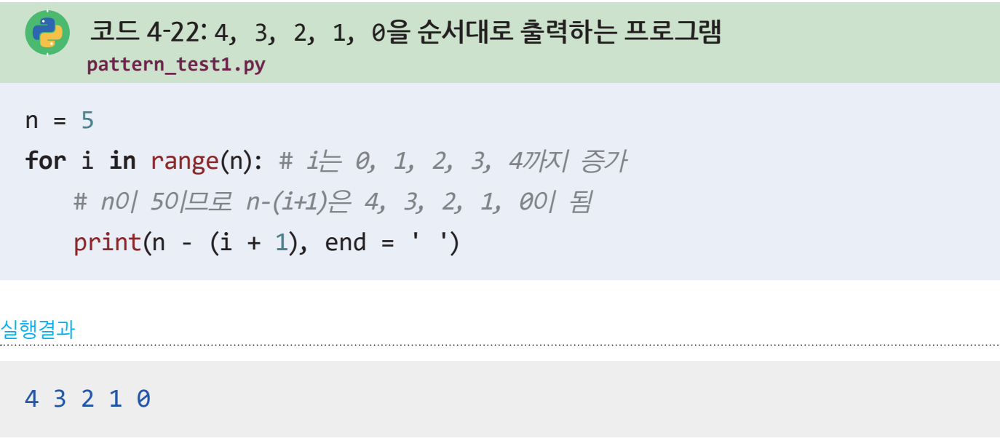 코드 4-22: 4, 3, 2, 1, 0을 순서대로 출력하는 프로그램
pattern_test1.py
n = 5
for i in range(n): # i는 0, 1, 2, 3, 4까지 증가
# n이 5이므로 n-(i+1)은 4, 3, 2, 1, 0이 됨
print(n - (i + 1), end = ' ')
실행결과
4 3 2 1 0